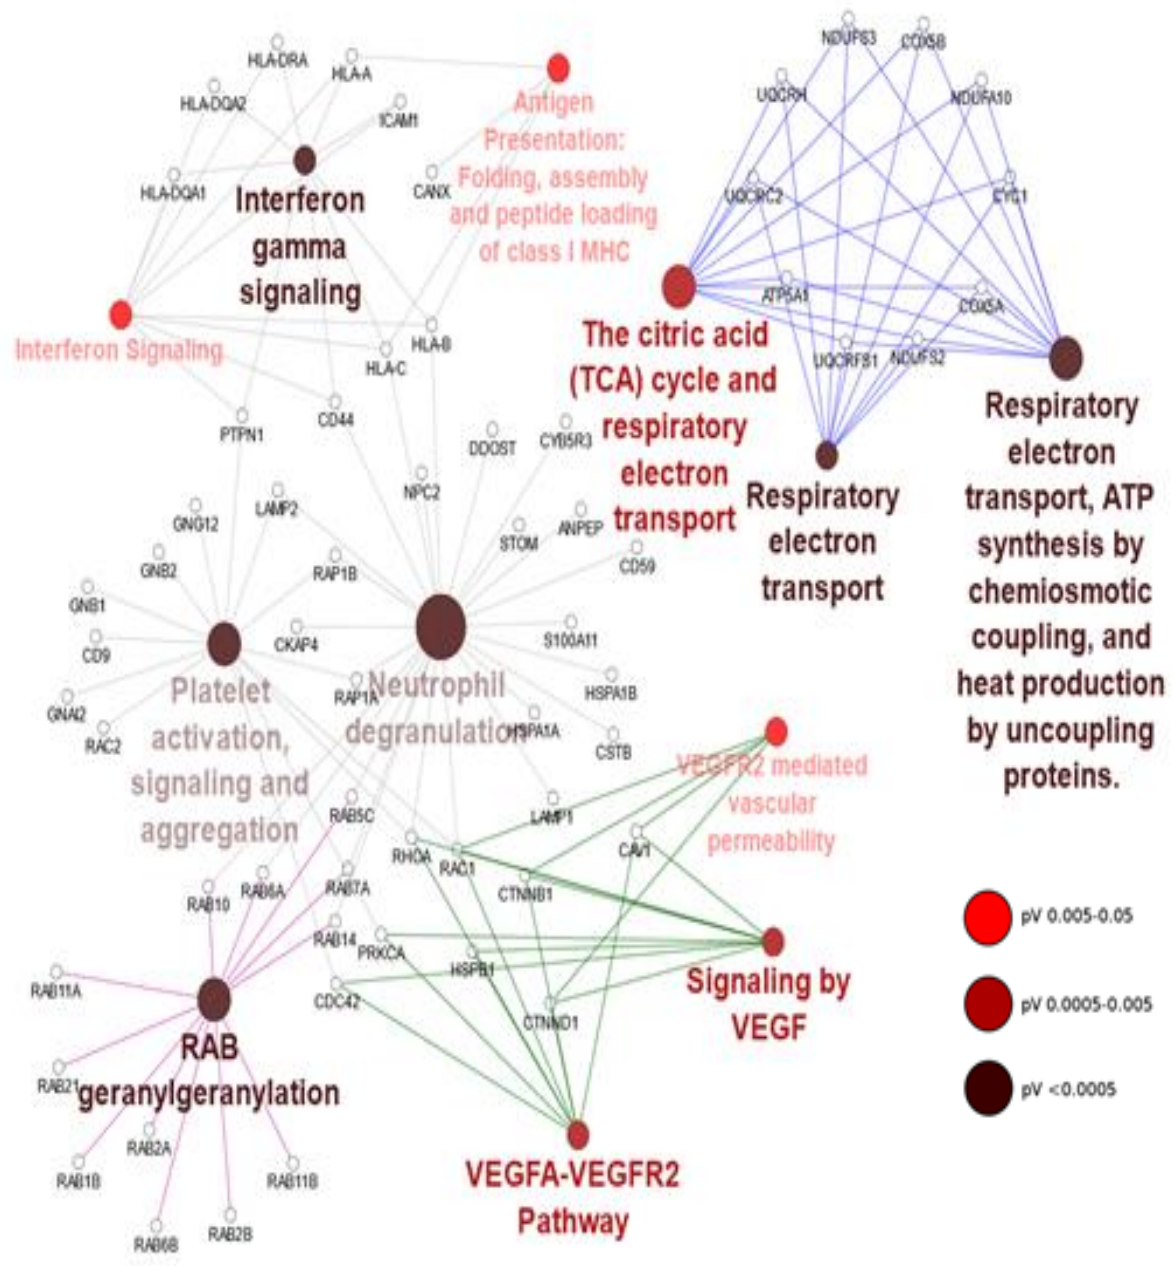 HLA-DRA
HLA-A
HLA-DQA2
ICAM1
HLA-DQA1
CANX
Interferon
gamma
signaling
Antigen
Presentation:
Folding, assembly
and peptide loading
of class I MHC
Interferon Signaling
HLA-B
HLA-C
PTPN1
CD44
NDUFS3
COX5B
UQCRH
NDUFA10
UQCRC2
CYC1
ATP5A1
COX5A
UQCRFS1
NDUFS2
The citric acid
(TCA) cycle and
respiratory
electron
transport
Respiratory
electron
transport
Respiratory
electron
transport, ATP
synthesis by
chemiosmotic
coupling, and
heat production
by uncoupling
proteins.
DDOST
CYB5R3
NPC2
STOM
ANPEP
CD59
LAMP2
GNG12
GNB2
RAP1B
GNB1
CD9
CKAP4
S100A11
GNAI2
RAC2
RAP1A
HSPA1B
HSPA1A
CSTB
Platelet
activation,
signaling and
aggregation
Neutrophil
degranulation
LAMP1
VEGFR2 mediated
vascular
permeability
RAB5C
RHOA
RAC1
CAV1
CTNNB1
RAB10
RAB6A
RAB7A
RAB14
PRKCA
HSPB1
CDC42
CTNND1
Signaling by
VEGF
RAB11A
RAB21
RAB
geranylgeranylation
RAB2A
RAB1B
RAB11B
RAB6B
RAB2B
VEGFA-VEGFR2
Pathway
pV 0.005-0.05
pV 0.0005-0.005
pV <0.0005